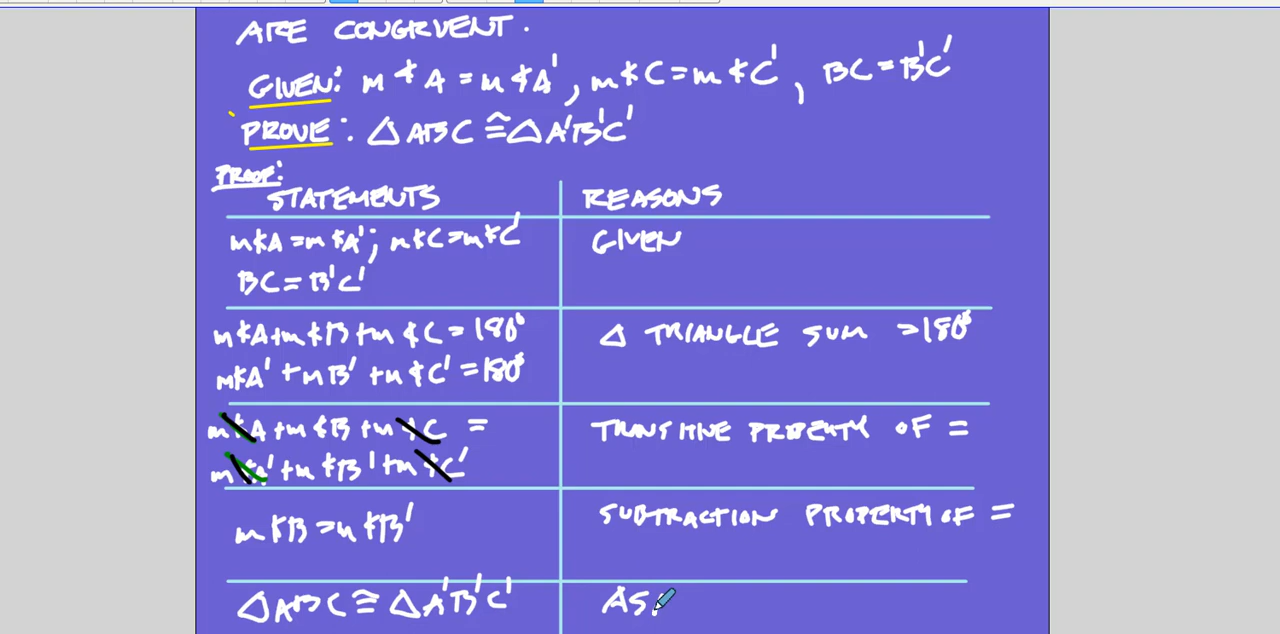 ARE CONGRUENT.
GIVEN: m∡A = m∡A', m∡C = m∡C', BC = B'C'
PROVE: △ABC ≅ △A'B'C'
PROOF:
STATEMENTS REASONS
m∡A = m∡A'; m∡C = m∡C' GIVEN
BC = B'C'
m∡A + m∡B + m∡C = 180° △ TRIANGLE SUM = 180°
m∡A' + mB' + m∡C' = 180°
m∡A + m∡B + m∡C = TRANSITIVE PROPERTY OF =
m∡A' + m∡B' + m∡C'
m∡B = m∡B' SUBTRACTION PROPERTY OF =
△ABC ≅ △A'B'C' AS